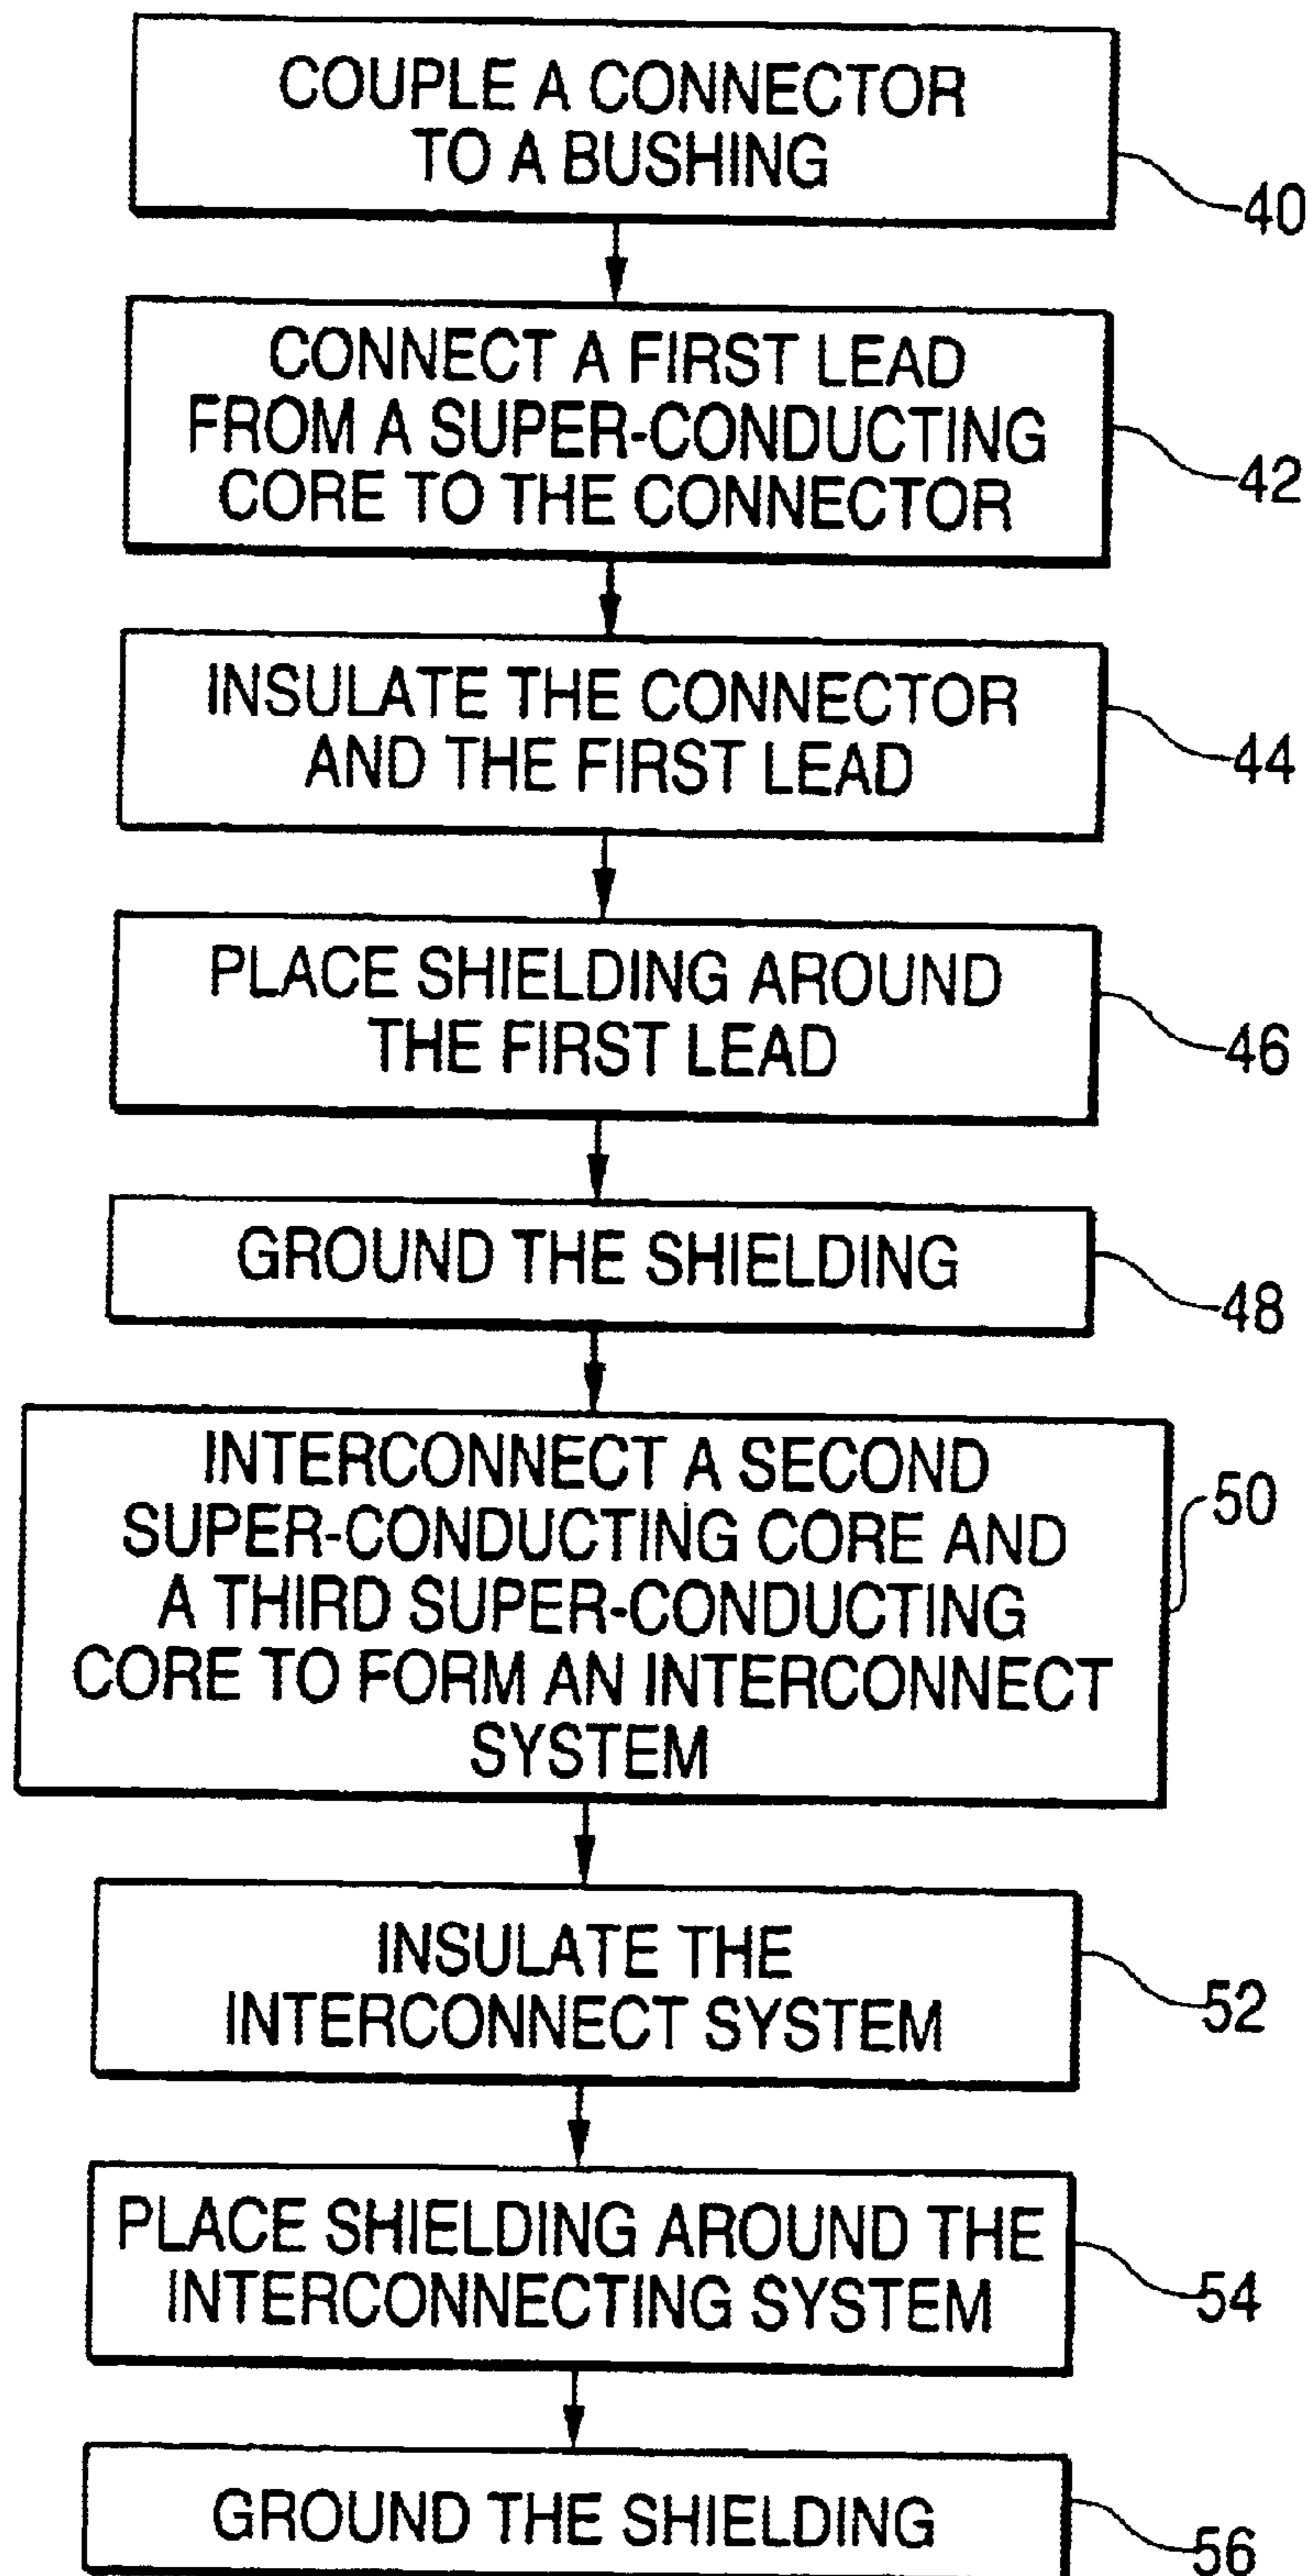 COUPLE A CONNECTOR
TO A BUSHING
40
CONNECT A FIRST LEAD
FROM A SUPER-CONDUCTING
CORE TO THE CONNECTOR
42
INSULATE THE CONNECTOR
AND THE FIRST LEAD
44
PLACE SHIELDING AROUND
THE FIRST LEAD
46
GROUND THE SHIELDING
48
INTERCONNECT A SECOND
SUPER-CONDUCTING CORE AND
A THIRD SUPER-CONDUCTING
CORE TO FORM AN INTERCONNECT
SYSTEM
50
INSULATE THE
INTERCONNECT SYSTEM
52
PLACE SHIELDING AROUND THE
INTERCONNECTING SYSTEM
54
GROUND THE SHIELDING
56